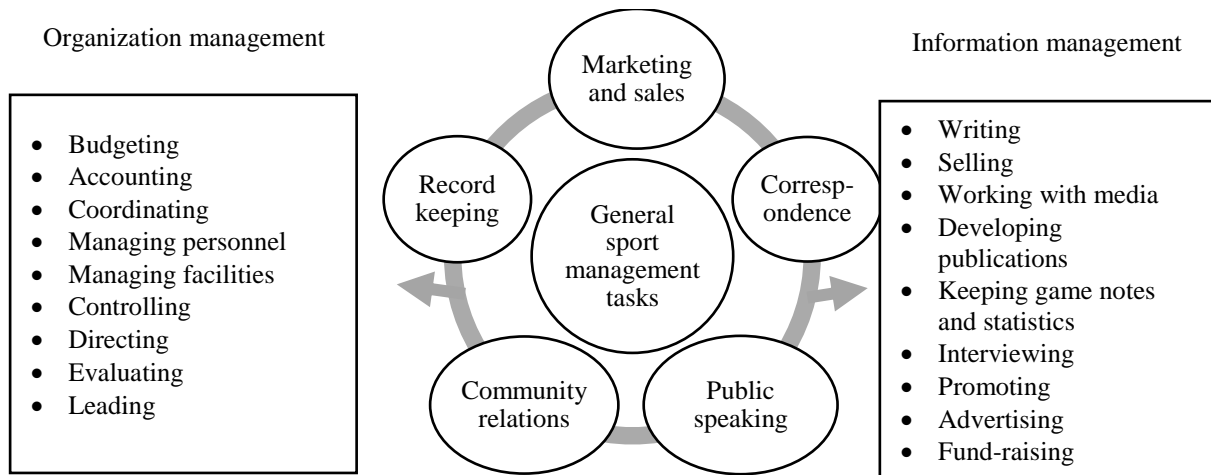 Organization management
• Budgeting
• Accounting
• Coordinating
• Managing personnel
• Managing facilities
• Controlling
• Directing
• Evaluating
• Leading
Marketing
and sales
Record
keeping
Corresp-
ondence
General
sport
management
tasks
Community
relations
Public
speaking
Information management
• Writing
• Selling
• Working with media
• Developing
publications
• Keeping game notes
and statistics
• Interviewing
• Promoting
• Advertising
• Fund-raising